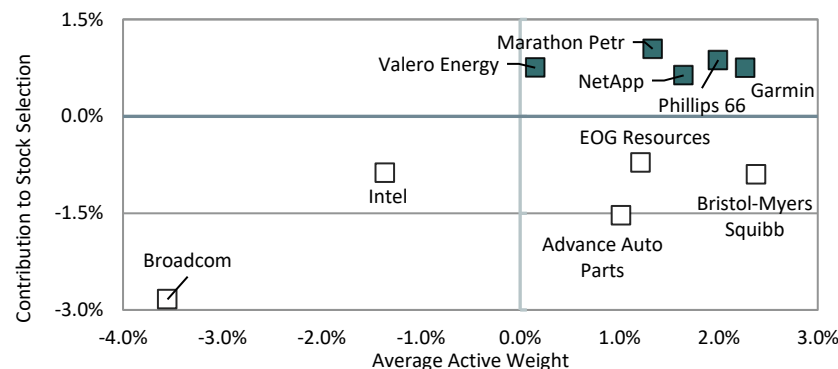 1.5%
Marathon Petr
Valero Energy
NetApp
Garmin
Phillips 66
0.0%
EOG Resources
Intel
Bristol-Myers
Squibb
-1.5%
Advance Auto
Parts
Broadcom
-3.0%
-4.0% -3.0% -2.0% -1.0% 0.0% 1.0% 2.0% 3.0%
Average Active Weight
Contribution to Stock Selection